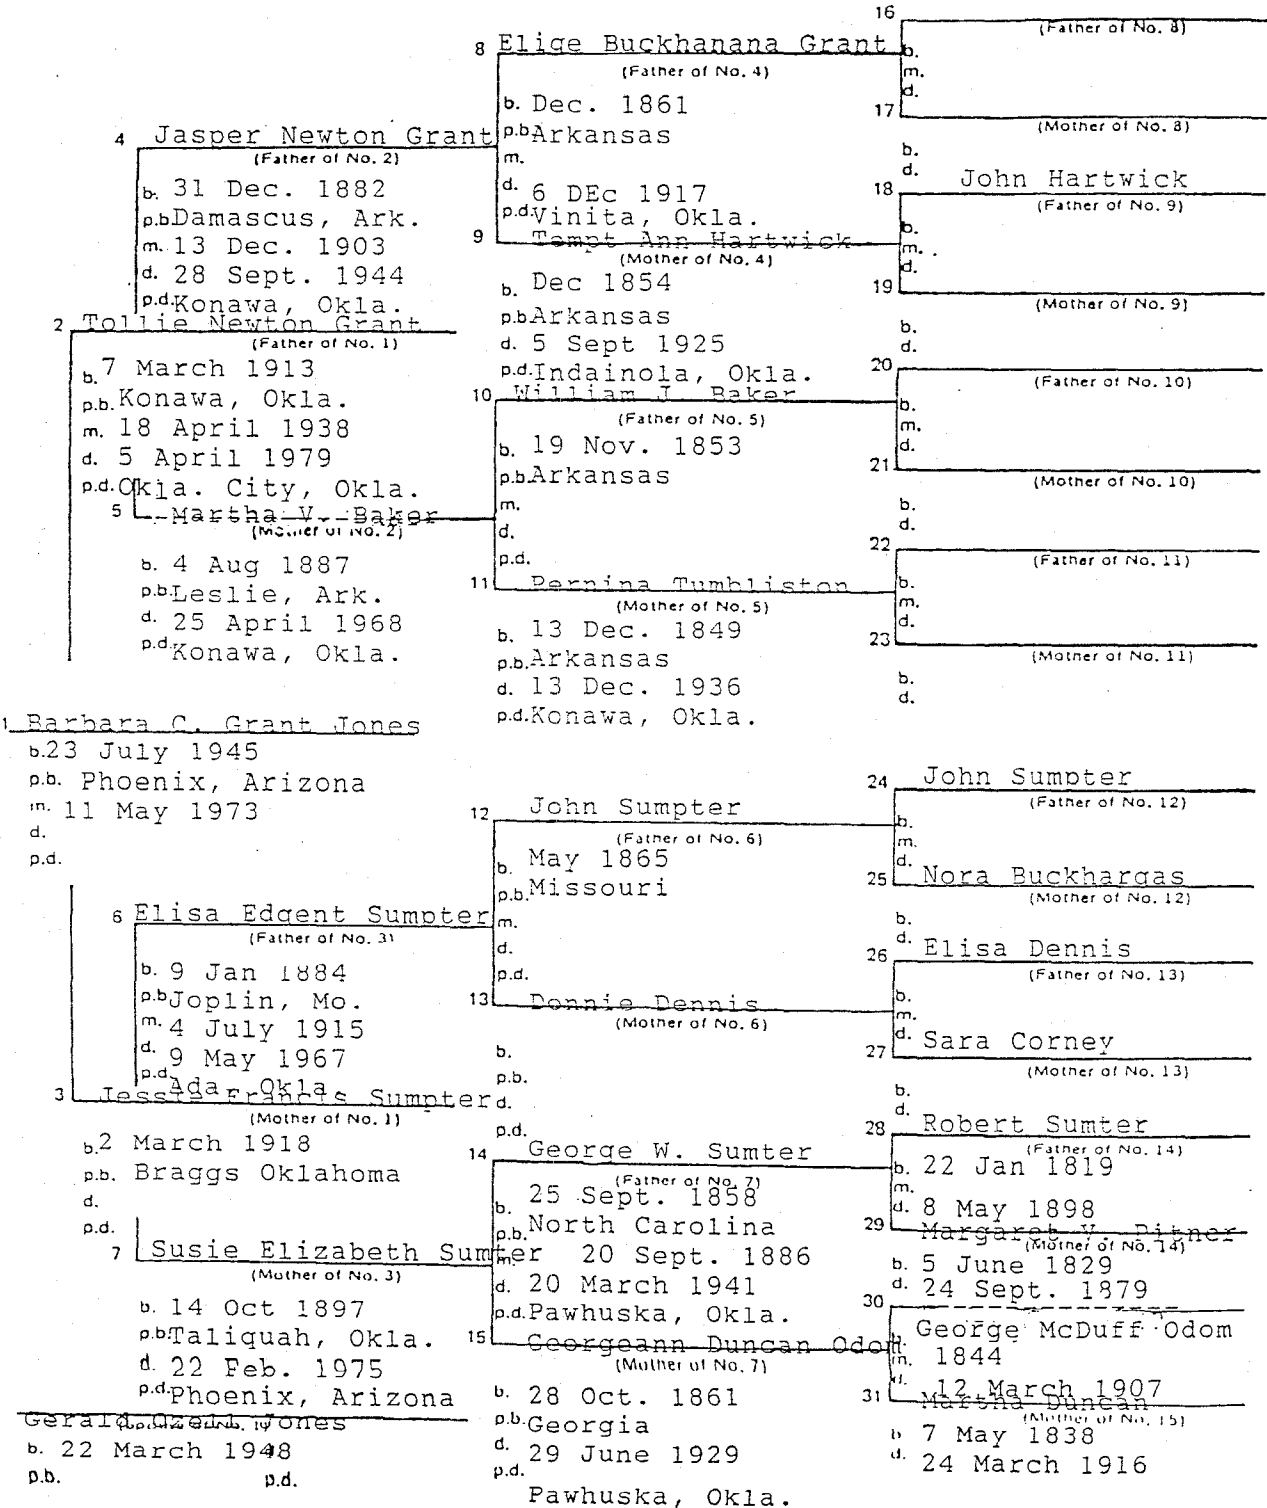 16
(Father of No. 8)
b.
m.
d.
17
(Mother of No. 8)
b.
d.
8 Elige Buckhanana Grant
(Father of No. 4)
b. Dec. 1861
p.b. Arkansas
m.
d. 6 DEc 1917
p.d. Vinita, Okla.
4 Jasper Newton Grant
(Father of No. 2)
b. 31 Dec. 1882
p.b. Damascus, Ark.
m. 13 Dec. 1903
d. 28 Sept. 1944
p.d. Konawa, Okla.
18 John Hartwick
(Father of No. 9)
b.
m.
d.
9 Tempt Ann Hartwick
(Mother of No. 4)
b. Dec 1854
p.b. Arkansas
d. 5 Sept 1925
p.d. Indainola, Okla.
19
(Mother of No. 9)
b.
d.
2 Tollie Newton Grant
(Father of No. 1)
b. 7 March 1913
p.b. Konawa, Okla.
m. 18 April 1938
d. 5 April 1979
p.d. Okla. City, Okla.
20
(Father of No. 10)
b.
m.
d.
10 William J. Baker
(Father of No. 5)
b. 19 Nov. 1853
p.b. Arkansas
m.
d.
p.d.
21
(Mother of No. 10)
b.
d.
5 Martha V. Baker
(Mother of No. 2)
b. 4 Aug 1887
p.b. Leslie, Ark.
d. 25 April 1968
p.d. Konawa, Okla.
22
(Father of No. 11)
b.
m.
d.
11 Pernina Tumbliston
(Mother of No. 5)
b. 13 Dec. 1849
p.b. Arkansas
d. 13 Dec. 1936
p.d. Konawa, Okla.
23
(Mother of No. 11)
b.
d.
1 Barbara C. Grant Jones
b. 23 July 1945
p.b. Phoenix, Arizona
m. 11 May 1973
d.
p.d.
24 John Sumpter
(Father of No. 12)
b.
m.
d.
12 John Sumpter
(Father of No. 6)
b. May 1865
p.b. Missouri
m.
d.
p.d.
25 Nora Buckhargas
(Mother of No. 12)
b.
d.
6 Elisa Edgent Sumpter
(Father of No. 3)
b. 9 Jan 1884
p.b. Joplin, Mo.
m. 4 July 1915
d. 9 May 1967
p.d. Ada, Okla.
26 Elisa Dennis
(Father of No. 13)
b.
m.
d.
13 Donnie Dennis
(Mother of No. 6)
b.
p.b.
d.
p.d.
27 Sara Corney
(Mother of No. 13)
b.
d.
3 Jessie Francis Sumpter
(Mother of No. 1)
b. 2 March 1918
p.b. Braggs Oklahoma
d.
p.d.
28 Robert Sumter
(Father of No. 14)
b. 22 Jan 1819
m.
d. 8 May 1898
14 George W. Sumter
(Father of No. 7)
b. 25 Sept. 1858
p.b. North Carolina
m. 20 Sept. 1886
d. 20 March 1941
p.d. Pawhuska, Okla.
29 Margaret V. Pitner
(Mother of No. 14)
b. 5 June 1829
d. 24 Sept. 1879
7 Susie Elizabeth Sumter
(Mother of No. 3)
b. 14 Oct 1897
p.b. Taliquah, Okla.
d. 22 Feb. 1975
p.d. Phoenix, Arizona
30
George McDuff Odom
m. 1844
d. 12 March 1907
15 Georgeann Duncan Odom
(Mother of No. 7)
b. 28 Oct. 1861
p.b. Georgia
d. 29 June 1929
p.d.
Pawhuska, Okla.
31 Martha Duncan
(Mother of No. 15)
b 7 May 1838
d. 24 March 1916
Gerald Ozell Jones
b. 22 March 1948
p.b.
p.d.